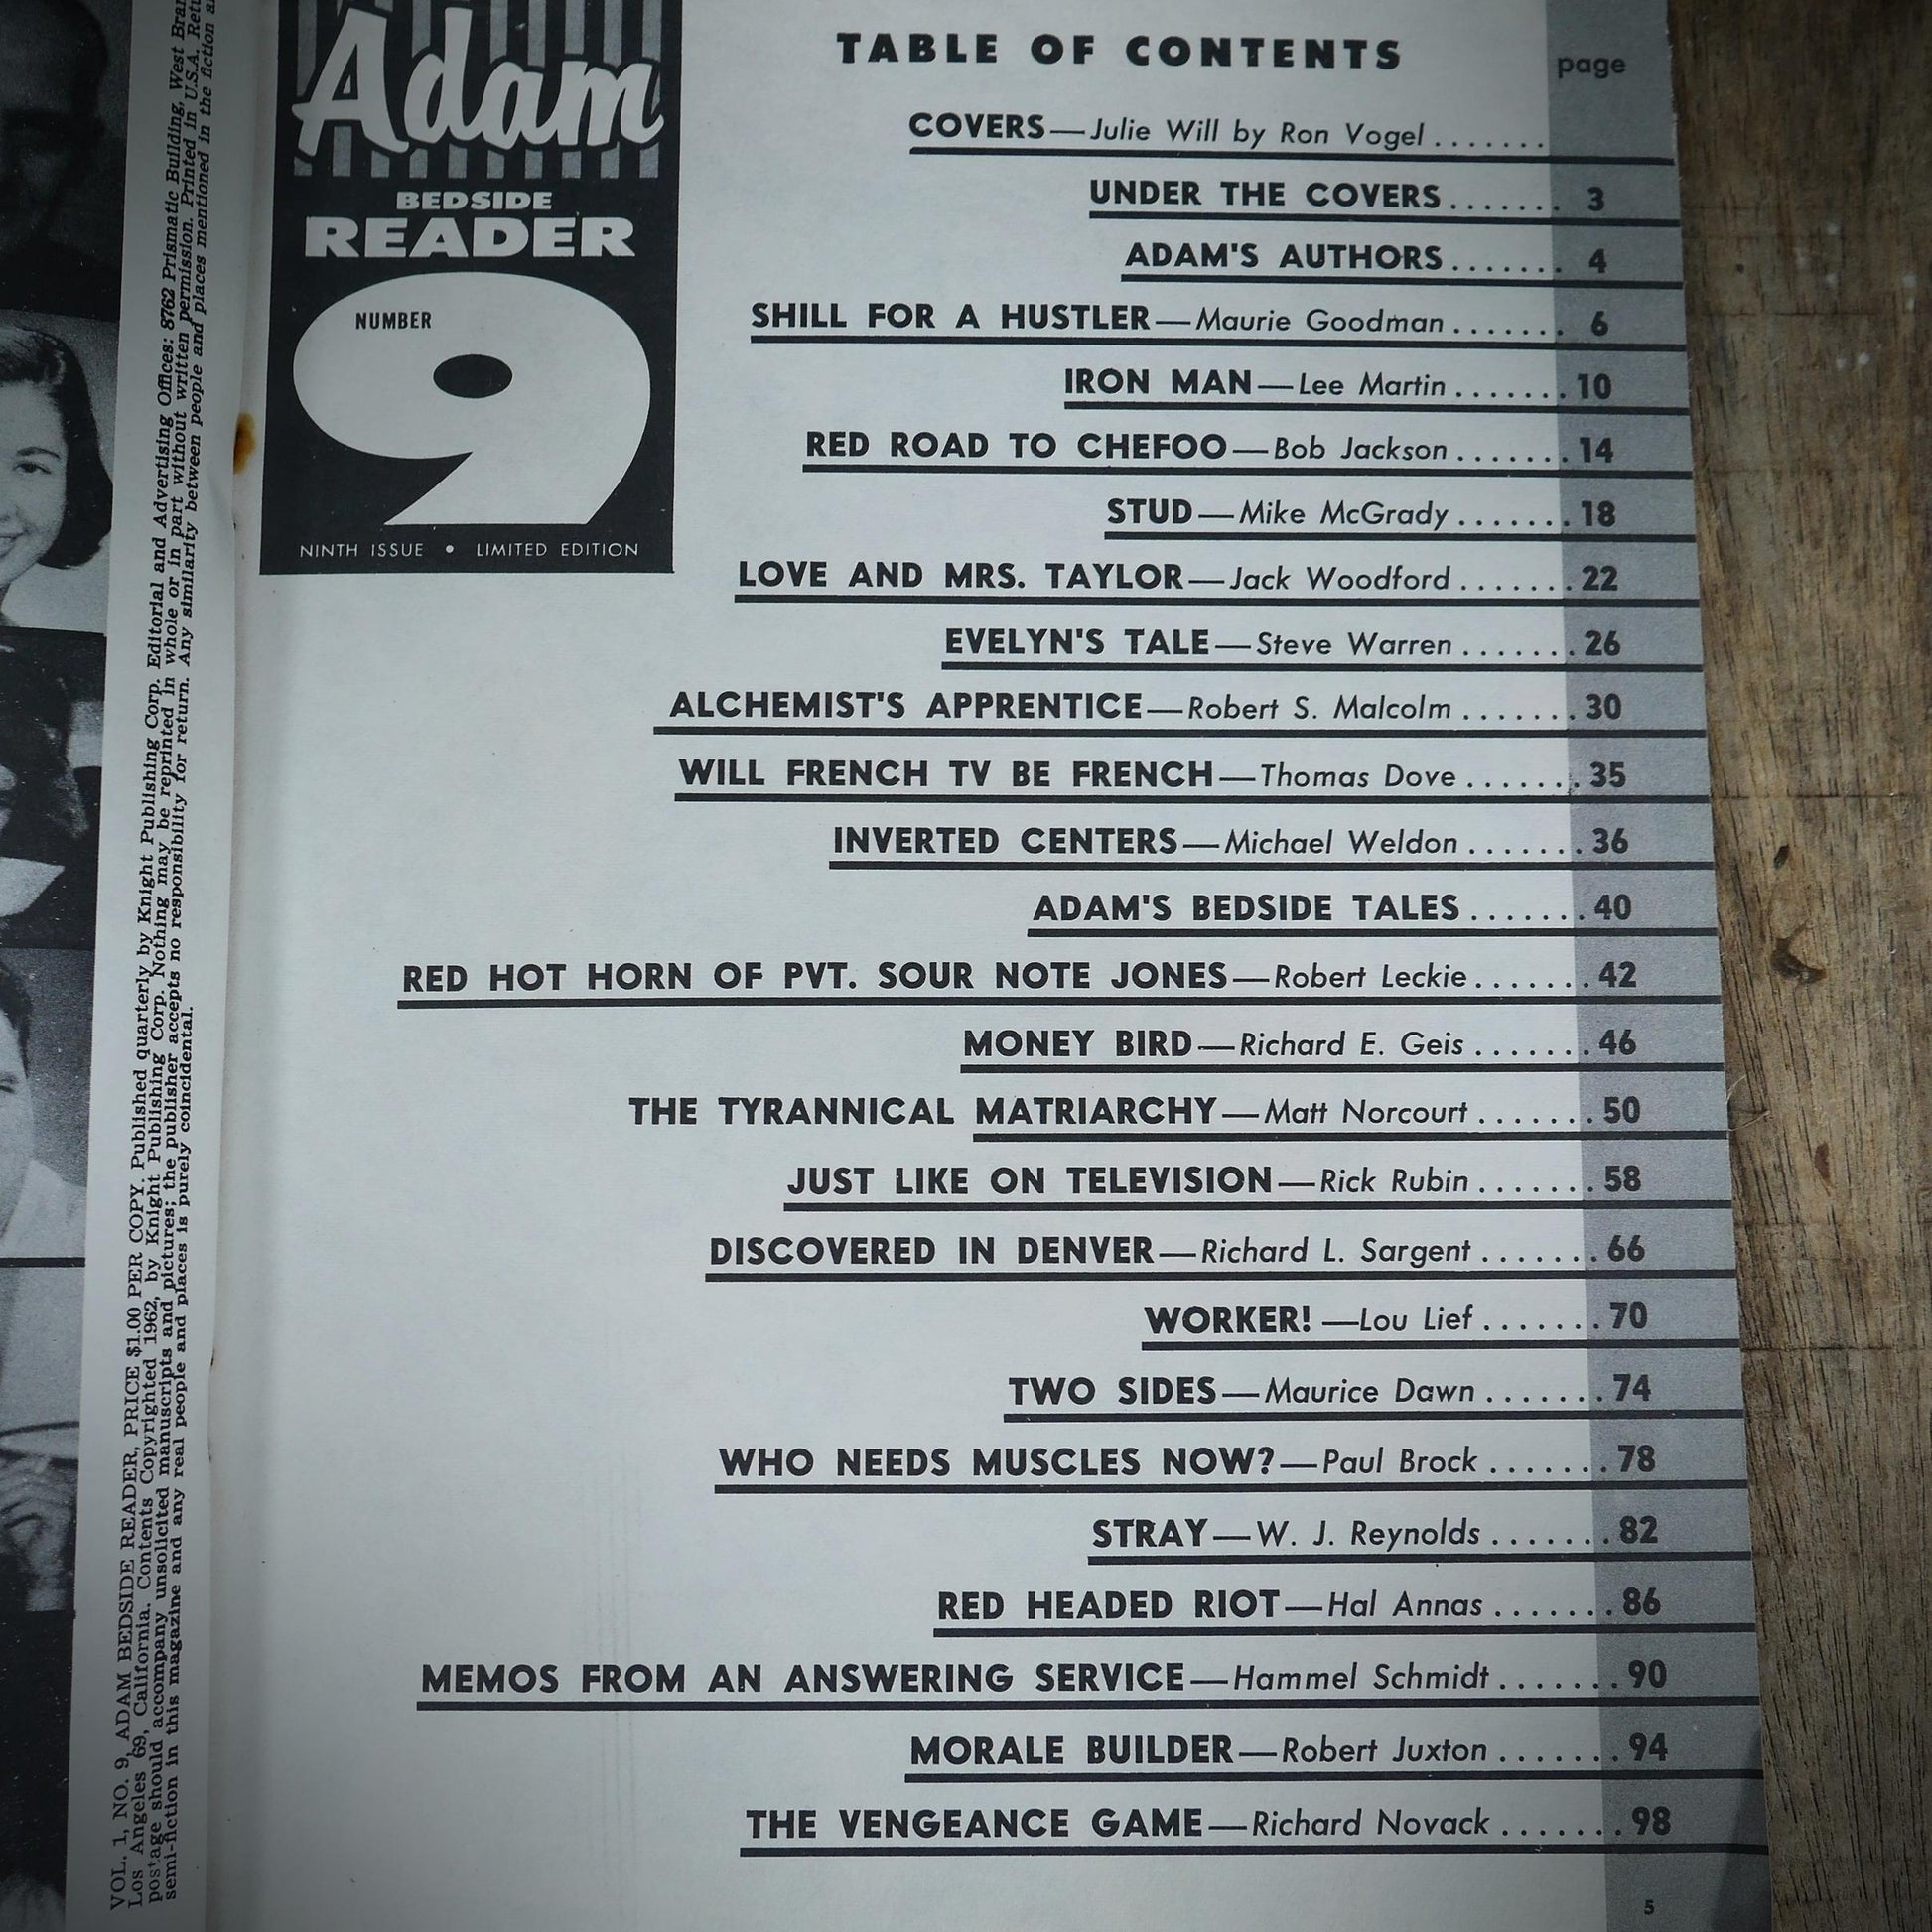 Adam
BEDSIDE
READER
NUMBER
9
NINTH ISSUE • LIMITED EDITION
TABLE OF CONTENTS
page
COVERS—Julie Will by Ron Vogel .......
UNDER THE COVERS....... 3
ADAM'S AUTHORS....... 4
SHILL FOR A HUSTLER—Maurie Goodman ....... 6
IRON MAN—Lee Martin ....... 10
RED ROAD TO CHEFOO—Bob Jackson ....... 14
STUD—Mike McGrady ....... 18
LOVE AND MRS. TAYLOR—Jack Woodford ....... 22
EVELYN'S TALE—Steve Warren ....... 26
ALCHEMIST'S APPRENTICE—Robert S. Malcolm ....... 30
WILL FRENCH TV BE FRENCH—Thomas Dove ....... 35
INVERTED CENTERS—Michael Weldon ....... 36
ADAM'S BEDSIDE TALES ....... 40
RED HOT HORN OF PVT. SOUR NOTE JONES—Robert Leckie ....... 42
MONEY BIRD—Richard E. Geis ....... 46
THE TYRANNICAL MATRIARCHY—Matt Norcourt ....... 50
JUST LIKE ON TELEVISION—Rick Rubin ....... 58
DISCOVERED IN DENVER—Richard L. Sargent ....... 66
WORKER! —Lou Lief ....... 70
TWO SIDES—Maurice Dawn ....... 74
WHO NEEDS MUSCLES NOW?—Paul Brock ....... 78
STRAY—W. J. Reynolds ....... 82
RED HEADED RIOT—Hal Annas ....... 86
MEMOS FROM AN ANSWERING SERVICE—Hammel Schmidt ....... 90
MORALE BUILDER—Robert Juxton ....... 94
THE VENGEANCE GAME—Richard Novack ....... 98
5
VOL. 1, NO. 9, ADAM BEDSIDE READER, PRICE $1.00 PER COPY. Published quarterly by Knight Publishing Corp. Editorial and Advertising Offices: 8762 Prismatic Building, West
Los Angeles 69, California. Contents Copyrighted 1962, by Knight Publishing Corp. Nothing may be reprinted in whole or in part without written permission. Printed in U.S.A.
postage should accompany unsolicited manuscripts and pictures; the publisher accepts no responsibility for return. Any similarity between people and places mentioned in the fiction
semi-fiction in this magazine and any real people and places is purely coincidental.